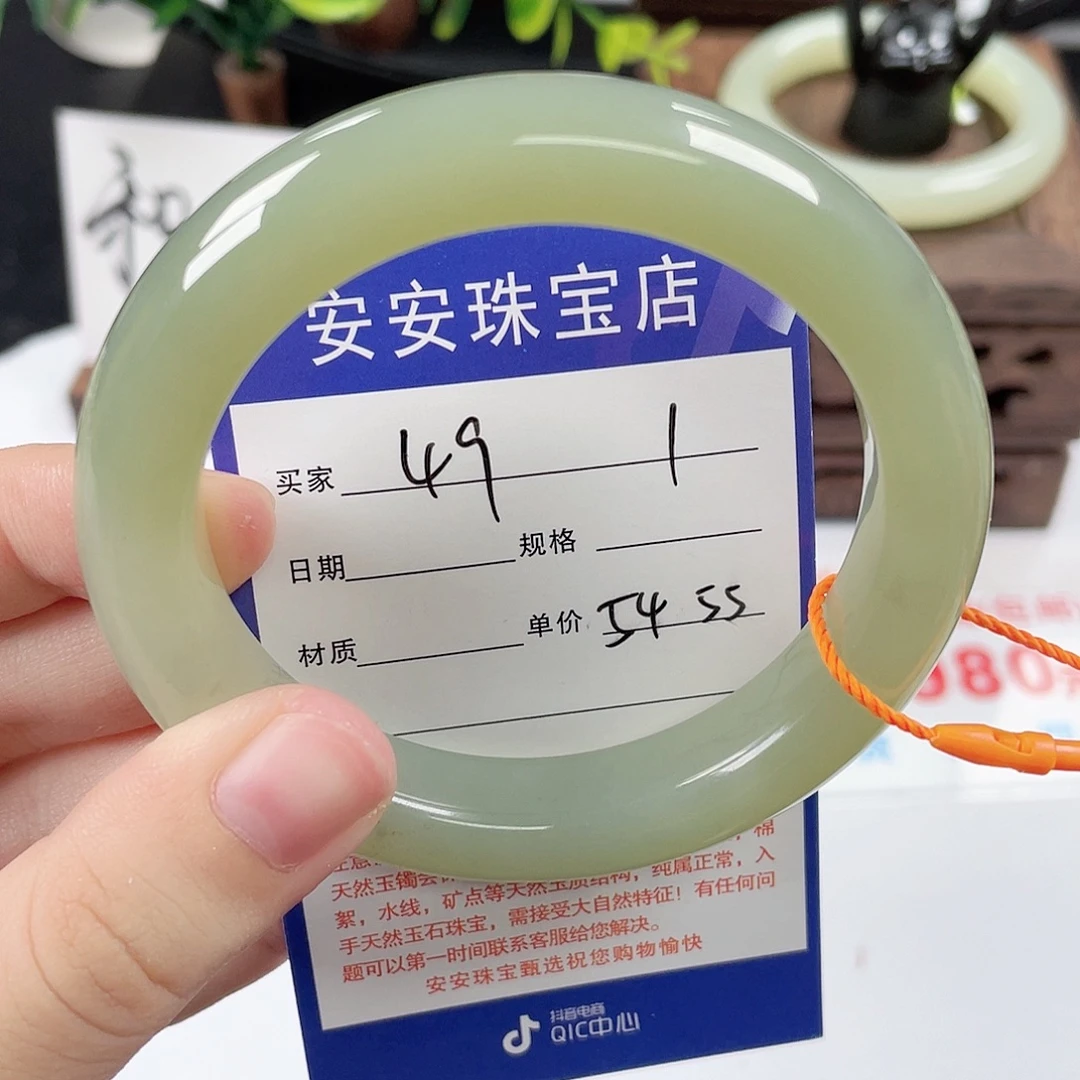 和
安安珠宝店
买家 49 1
日期 规格
材质 单价 54 55
980
棉
天然玉镯会
絮，水线，矿点等天然玉质结构，纯属正常，入
手天然玉石珠宝，需接受大自然特征！有任何问
题可以第一时间联系客服给您解决。
安安珠宝甄选祝您购物愉快
抖音电商
QIC中心